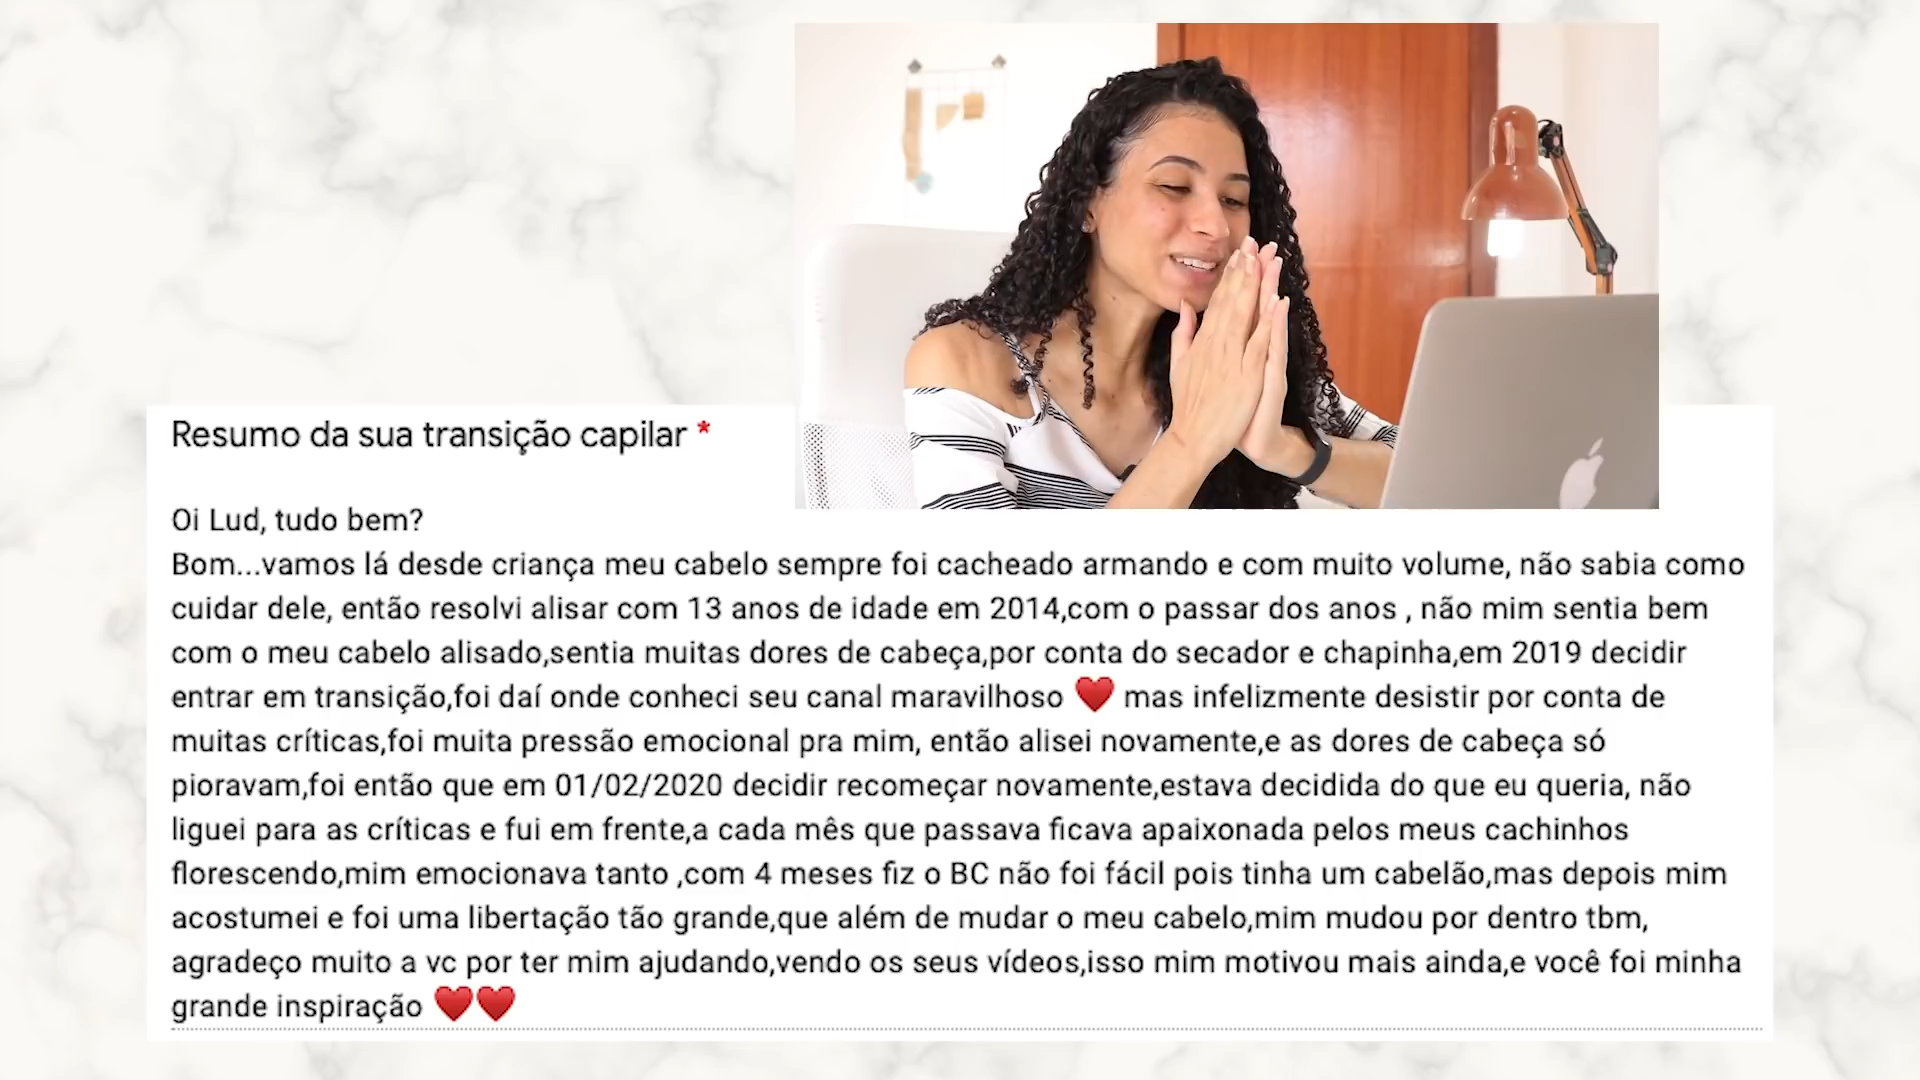 Resumo da sua transição capilar *
Oi Lud, tudo bem?
Bom...vamos lá desde criança meu cabelo sempre foi cacheado armando e com muito volume, não sabia como
cuidar dele, então resolvi alisar com 13 anos de idade em 2014,com o passar dos anos , não mim sentia bem
com o meu cabelo alisado,sentia muitas dores de cabeça,por conta do secador e chapinha,em 2019 decidir
entrar em transição,foi daí onde conheci seu canal maravilhoso ♥ mas infelizmente desistir por conta de
muitas críticas,foi muita pressão emocional pra mim, então alisei novamente,e as dores de cabeça só
pioravam,foi então que em 01/02/2020 decidir recomeçar novamente,estava decidida do que eu queria, não
liguei para as críticas e fui em frente,a cada mês que passava ficava apaixonada pelos meus cachinhos
florescendo,mim emocionava tanto ,com 4 meses fiz o BC não foi fácil pois tinha um cabelão,mas depois mim
acostumei e foi uma libertação tão grande,que além de mudar o meu cabelo,mim mudou por dentro tbm,
agradeço muito a vc por ter mim ajudando,vendo os seus vídeos,isso mim motivou mais ainda,e você foi minha
grande inspiração ♥♥